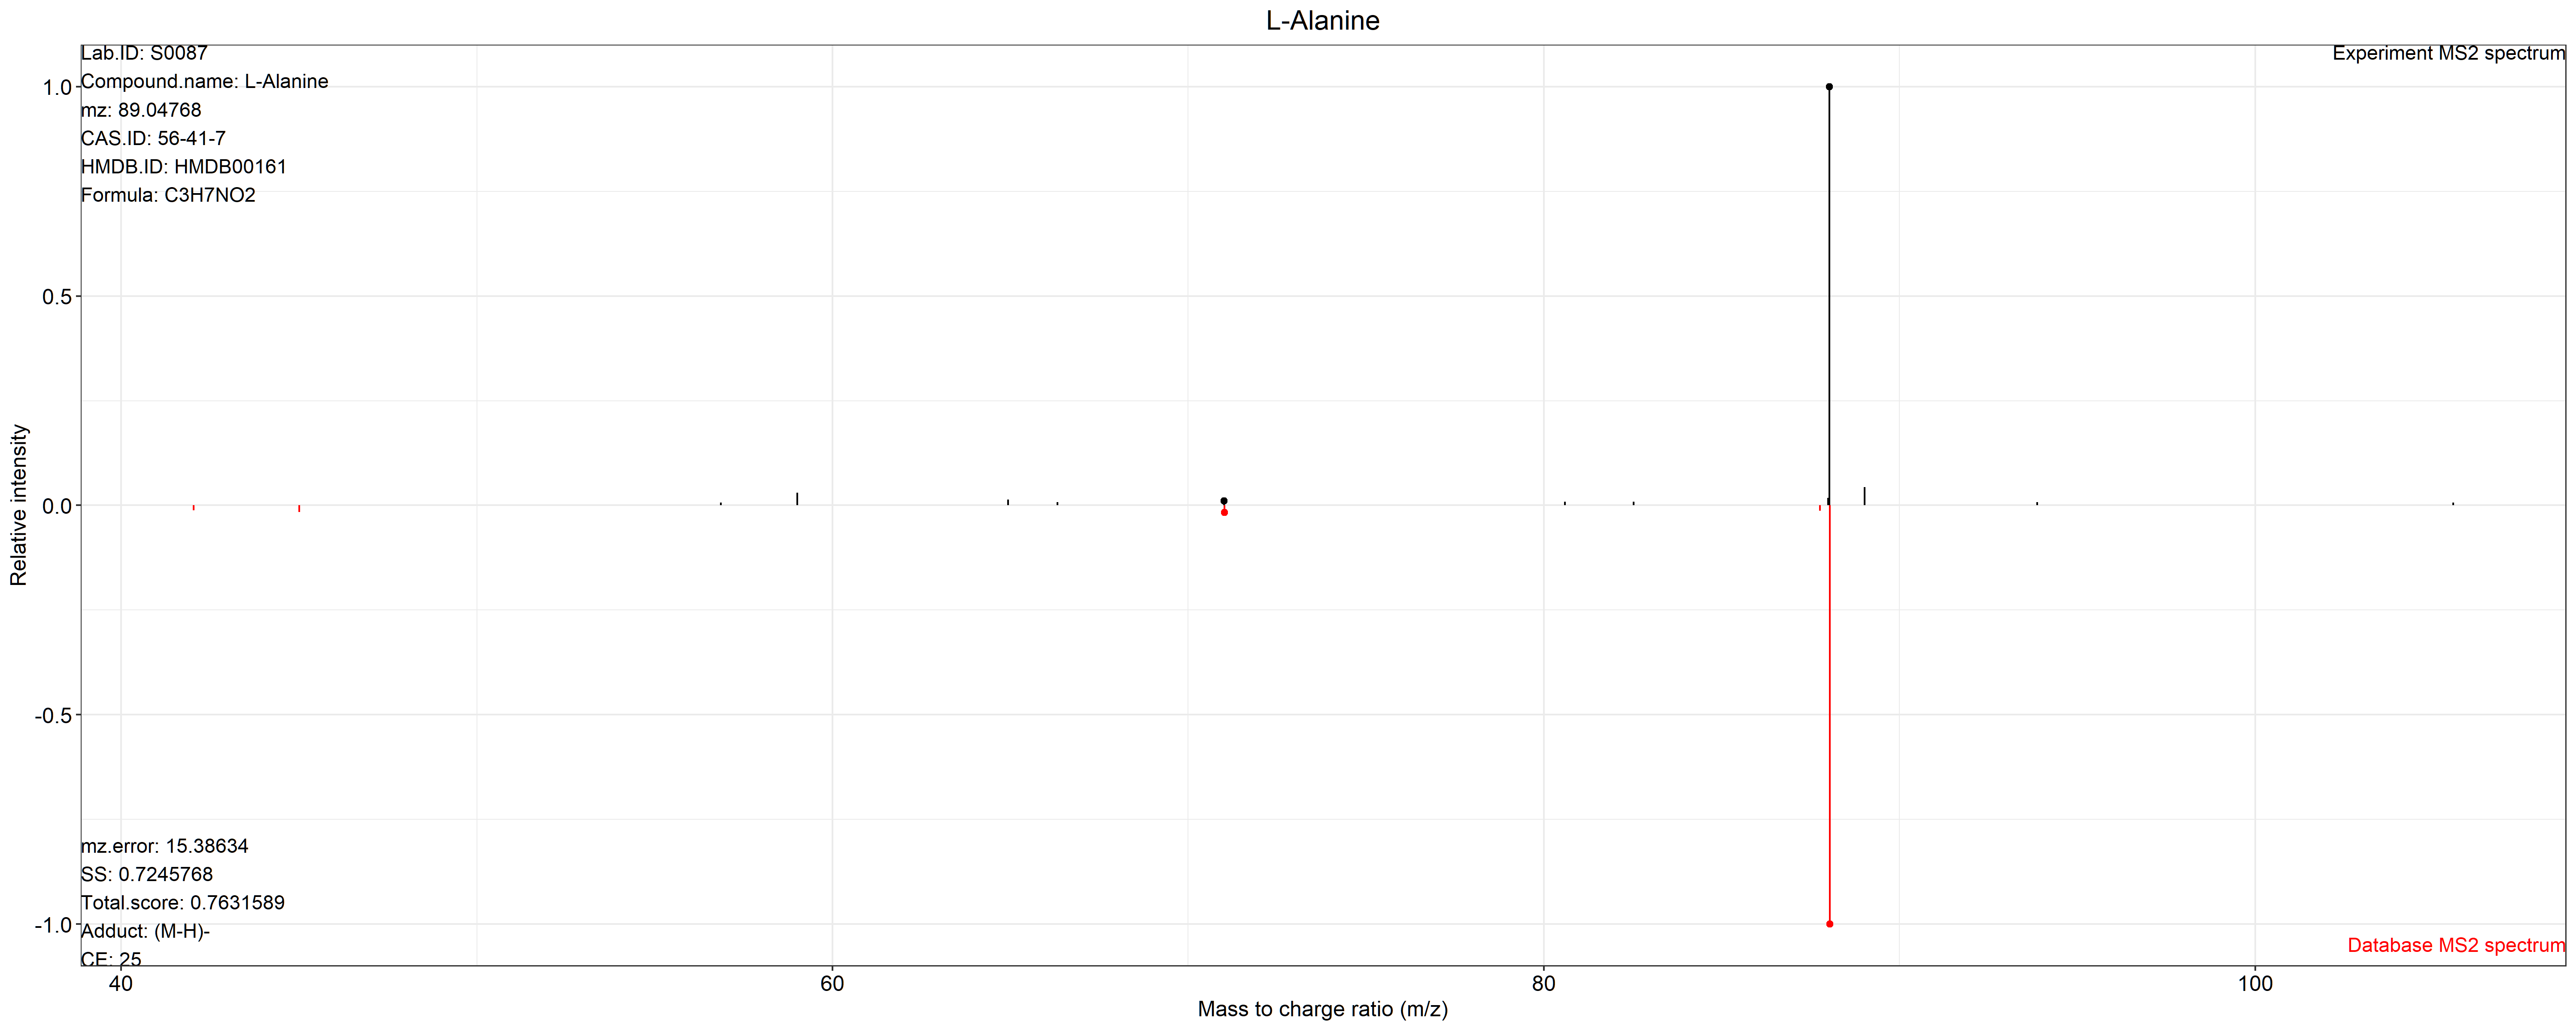 L-Alanine
Lab.ID: S0087
Compound.name: L-Alanine
mz: 89.04768
CAS.ID: 56-41-7
HMDB.ID: HMDB00161
Formula: C3H7NO2
Experiment MS2 spectrum
1.0
0.5
0.0
-0.5
-1.0
Relative intensity
mz.error: 15.38634
SS: 0.7245768
Total.score: 0.7631589
Adduct: (M-H)-
CE: 25
Database MS2 spectrum
40
60
80
100
Mass to charge ratio (m/z)